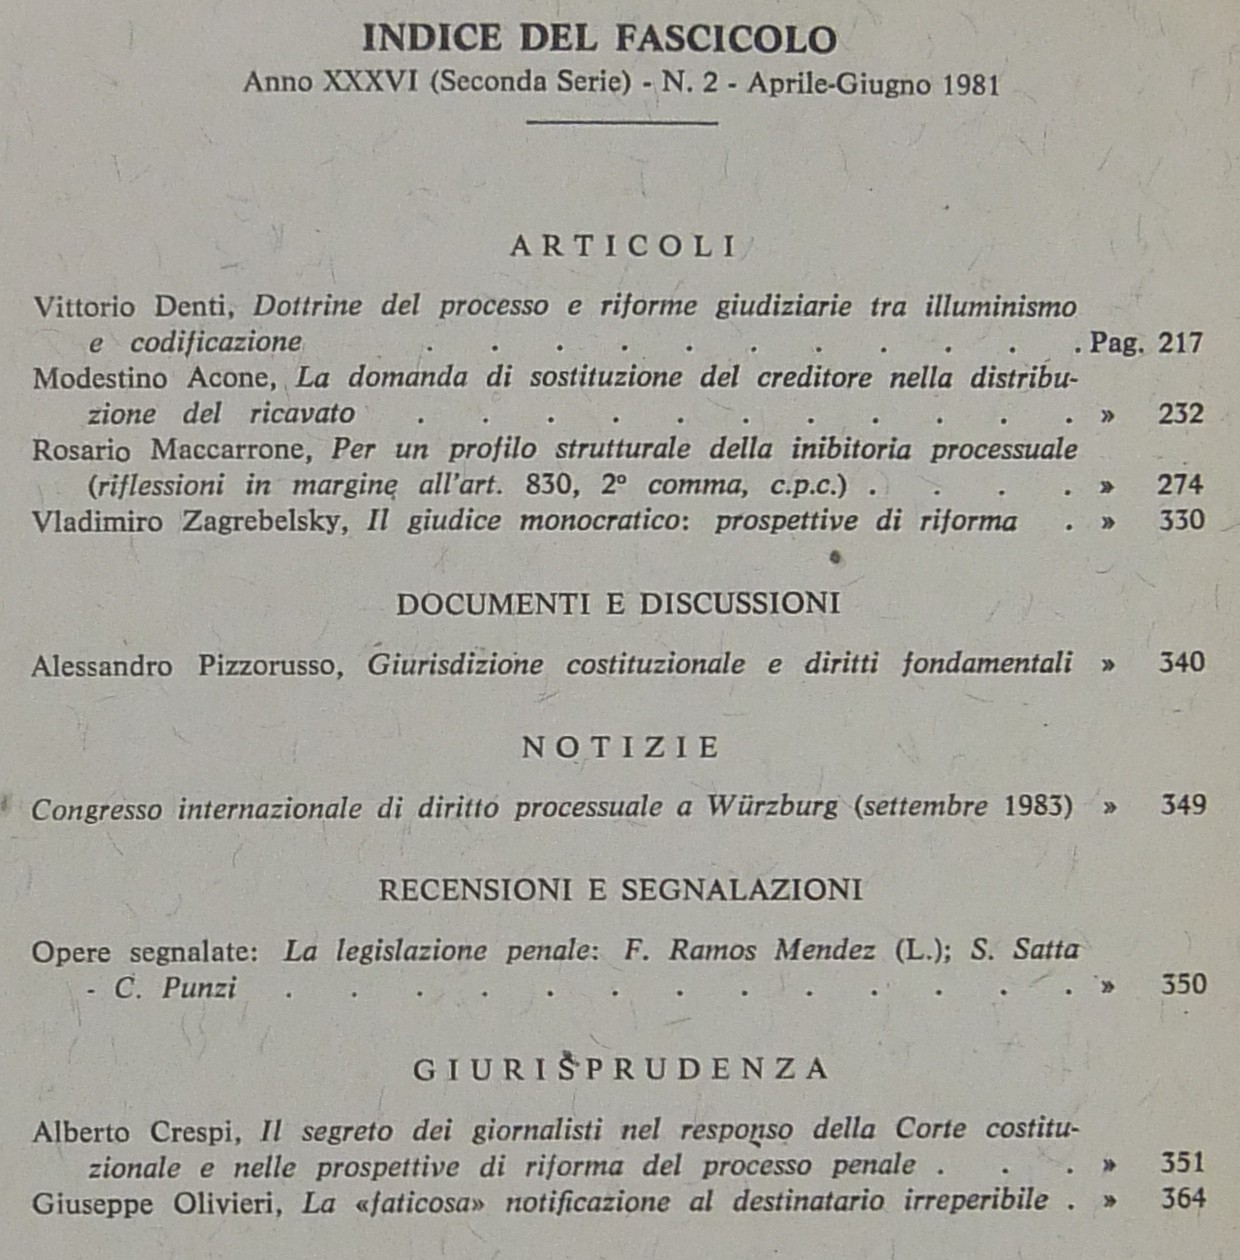 INDICE DEL FASCICOLO
Anno XXXVI (Seconda Serie) - N. 2 - Aprile-Giugno 1981
ARTICOLI
Vittorio Denti, Dottrine del processo e riforme giudiziarie tra illuminismo
e codificazione . . . . . . . . . . . Pag. 217
Modestino Acone, La domanda di sostituzione del creditore nella distribu-
zione del ricavato . . . . . . . . . . . » 232
Rosario Maccarrone, Per un profilo strutturale della inibitoria processuale
(riflessioni in margine all'art. 830, 2° comma, c.p.c.) . . . . » 274
Vladimiro Zagrebelsky, Il giudice monocratico: prospettive di riforma . » 330
DOCUMENTI E DISCUSSIONI
Alessandro Pizzorusso, Giurisdizione costituzionale e diritti fondamentali » 340
NOTIZIE
Congresso internazionale di diritto processuale a Würzburg (settembre 1983) » 349
RECENSIONI E SEGNALAZIONI
Opere segnalate: La legislazione penale: F. Ramos Mendez (L.); S. Satta
- C. Punzi . . . . . . . . . . . . . » 350
GIURISPRUDENZA
Alberto Crespi, Il segreto dei giornalisti nel responso della Corte costitu-
zionale e nelle prospettive di riforma del processo penale . . . » 351
Giuseppe Olivieri, La «faticosa» notificazione al destinatario irreperibile . » 364